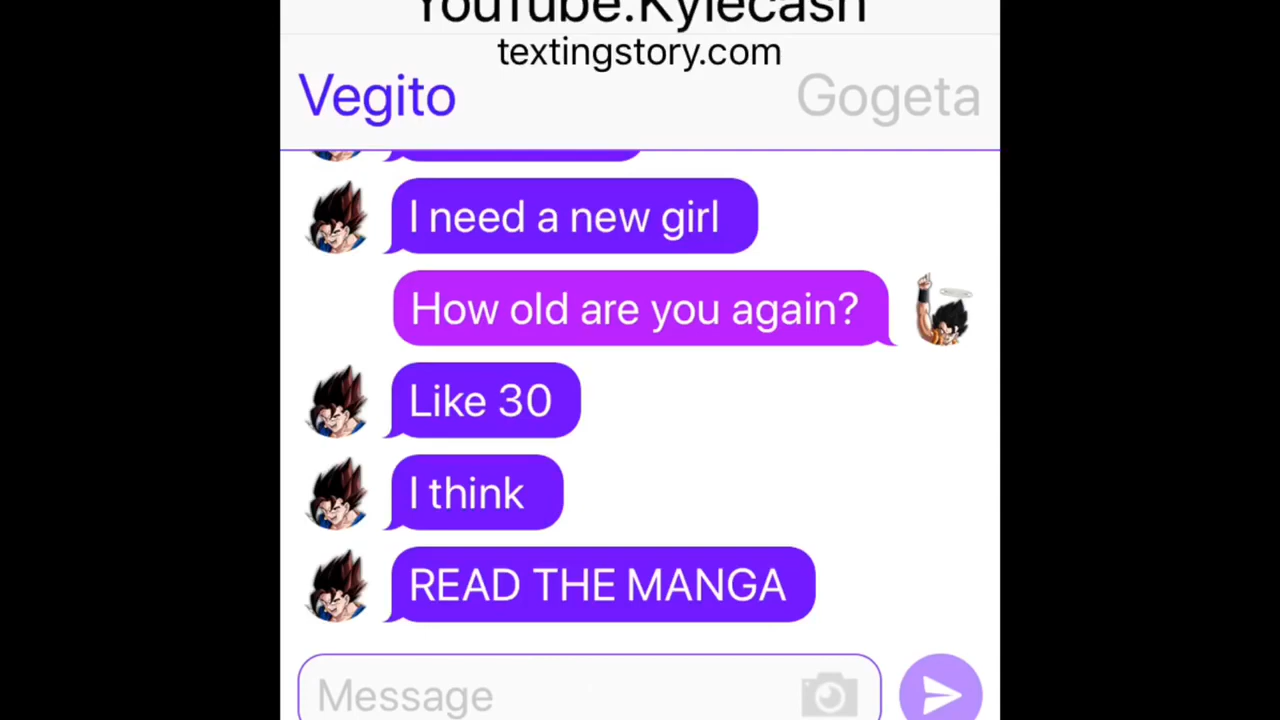 YouTube.Kylecash
textingstory.com
Vegito
Gogeta
I need a new girl
How old are you again?
Like 30
I think
READ THE MANGA
Message